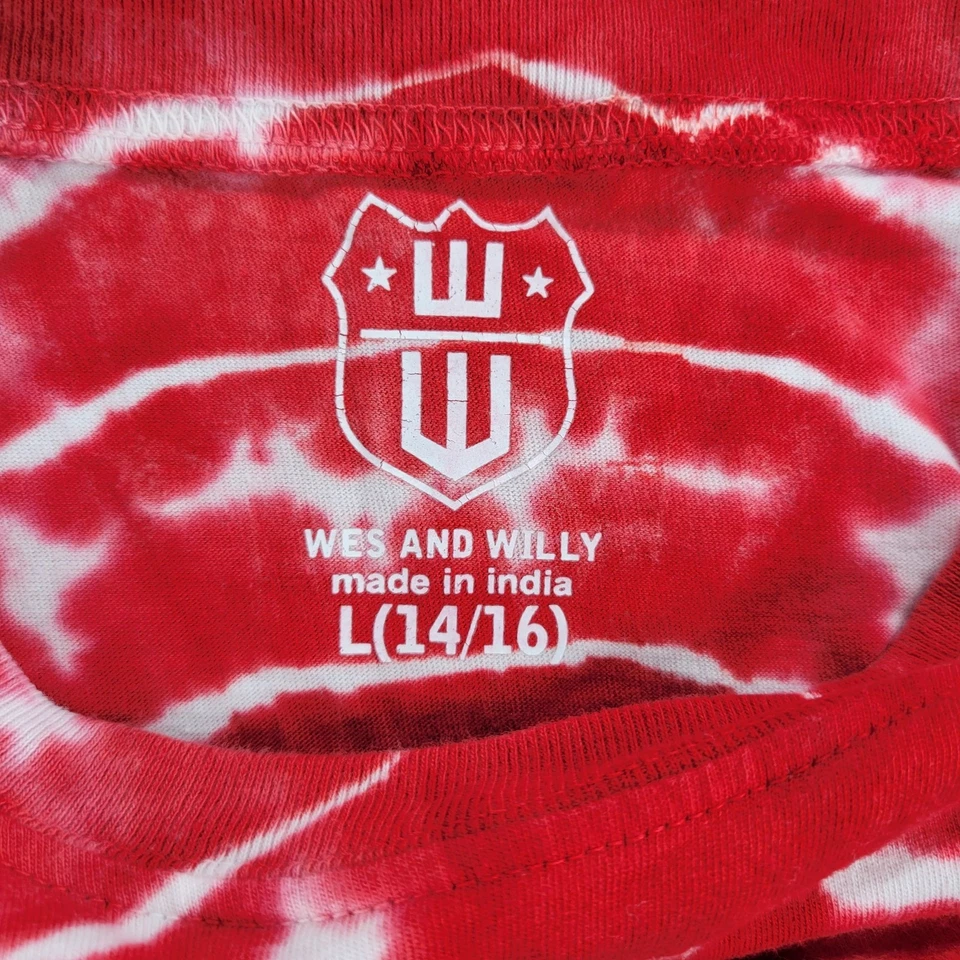 W
W
WES AND WILLY
made in india
L(14/16)